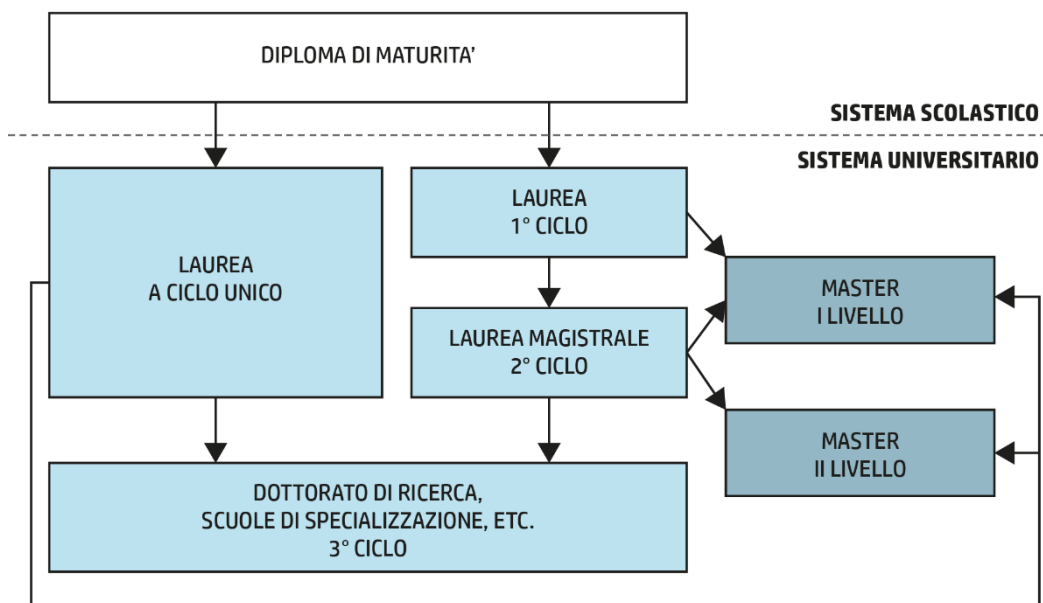 DIPLOMA DI MATURITA'
SISTEMA SCOLASTICO
SISTEMA UNIVERSITARIO
LAUREA
A CICLO UNICO
LAUREA
1° CICLO
LAUREA MAGISTRALE
2° CICLO
MASTER
I LIVELLO
MASTER
II LIVELLO
DOTTORATO DI RICERCA,
SCUOLE DI SPECIALIZZAZIONE, ETC.
3° CICLO